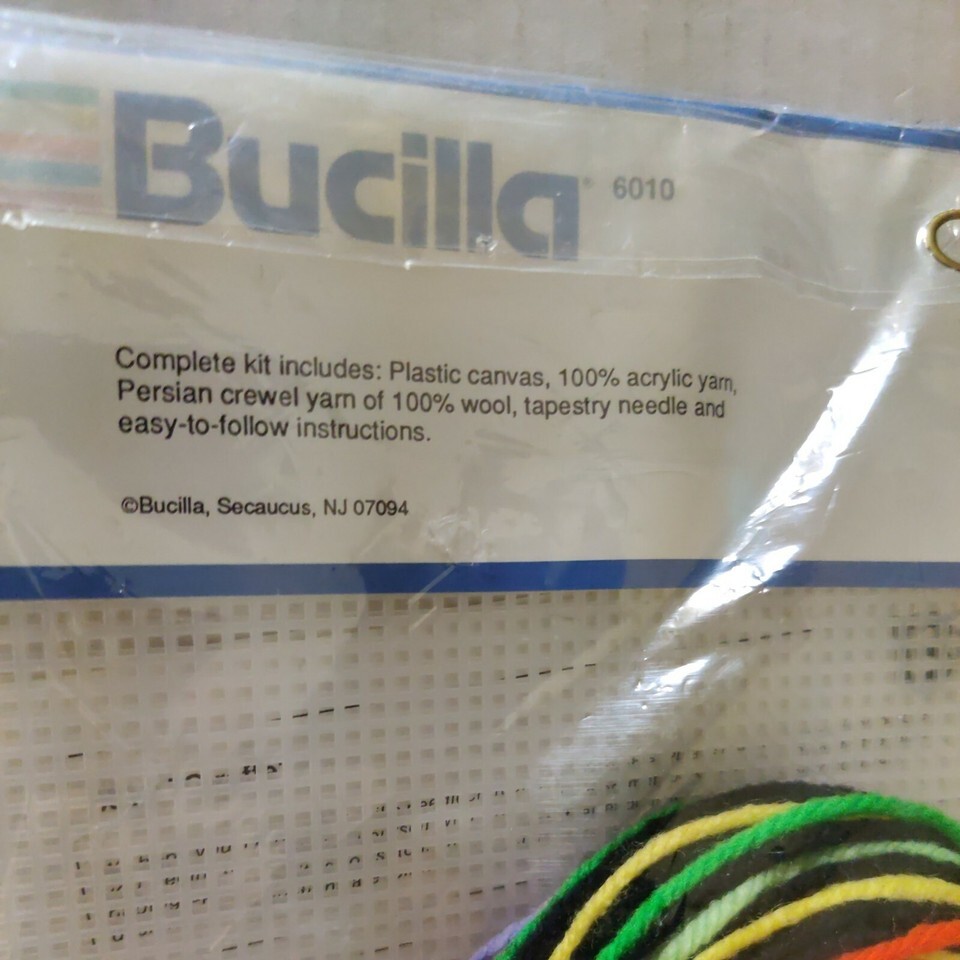 Bucilla® 6010
Complete kit includes: Plastic canvas, 100% acrylic yarn,
Persian crewel yarn of 100% wool, tapestry needle and
easy-to-follow instructions.
©Bucilla, Secaucus, NJ 07094